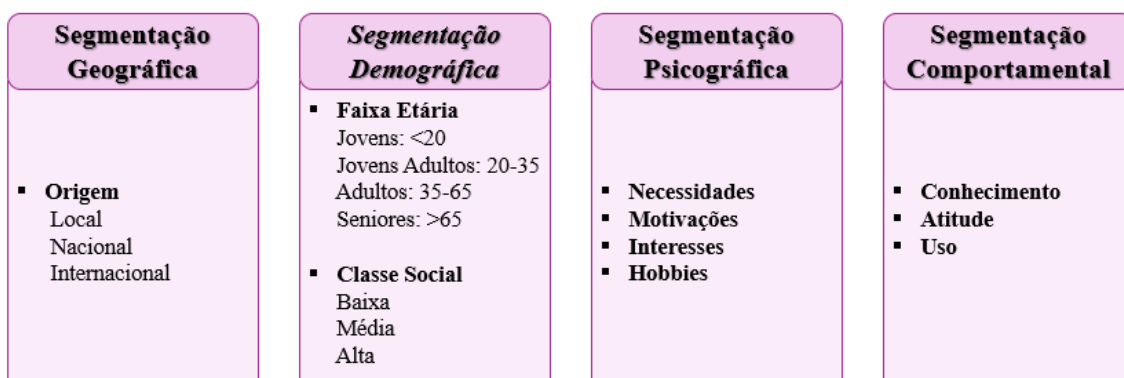 Segmentação
Geográfica
▪ Origem
Local
Nacional
Internacional
Segmentação
Demográfica
▪ Faixa Etária
Jovens: <20
Jovens Adultos: 20-35
Adultos: 35-65
Seniores: >65
▪ Classe Social
Baixa
Média
Alta
Segmentação
Psicográfica
▪ Necessidades
▪ Motivações
▪ Interesses
▪ Hobbies
Segmentação
Comportamental
▪ Conhecimento
▪ Atitude
▪ Uso